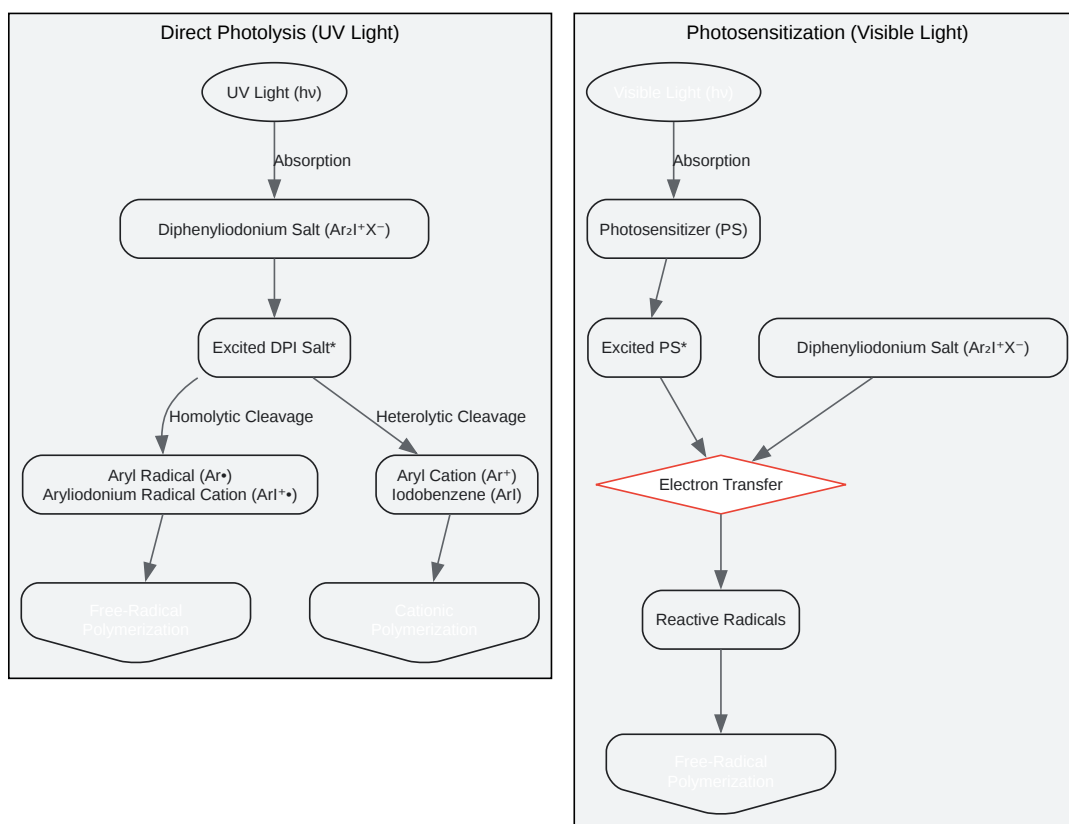 Direct Photolysis (UV Light)
UV Light (hν)
Absorption
Diphenyliodonium Salt (Ar₂I⁺X⁻)
Excited DPI Salt*
Homolytic Cleavage
Heterolytic Cleavage
Aryl Radical (Ar•)
Aryliodonium Radical Cation (ArI⁺•)
Aryl Cation (Ar⁺)
Iodobenzene (ArI)
Free-Radical
Polymerization
Cationic
Polymerization
Photosensitization (Visible Light)
Visible Light (hν)
Absorption
Photosensitizer (PS)
Excited PS*
Diphenyliodonium Salt (Ar₂I⁺X⁻)
Electron Transfer
Reactive Radicals
Free-Radical
Polymerization